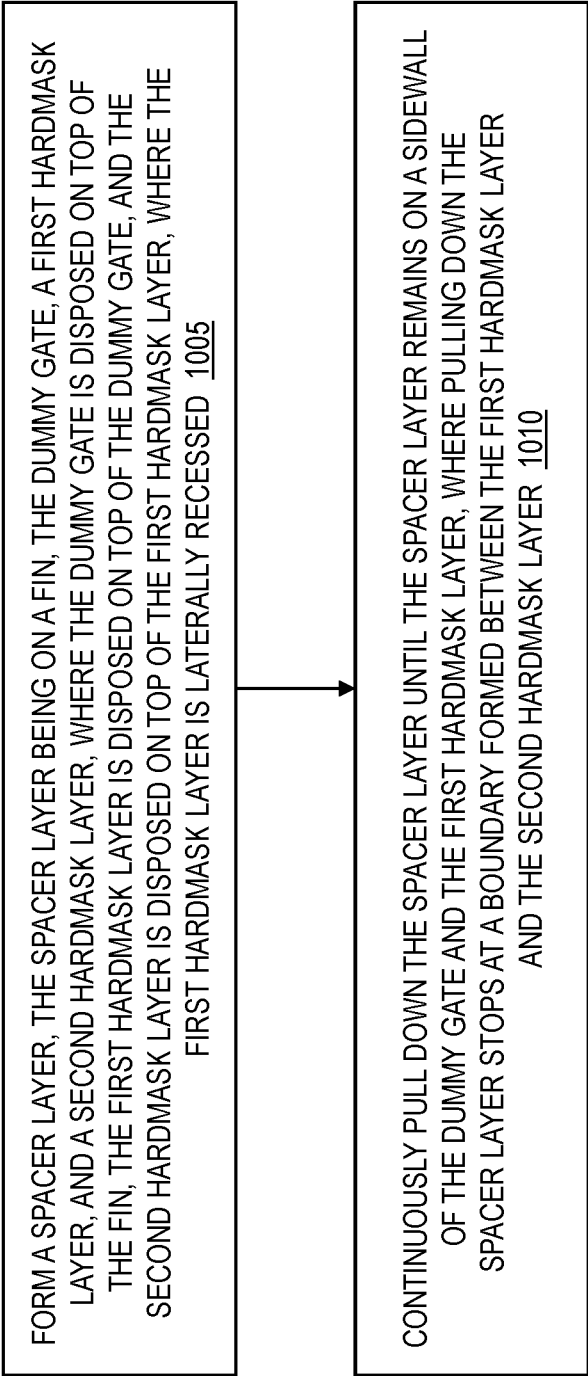 FORM A SPACER LAYER, THE SPACER LAYER BEING ON A FIN, THE DUMMY GATE, A FIRST HARDMASK
LAYER, AND A SECOND HARDMASK LAYER, WHERE THE DUMMY GATE IS DISPOSED ON TOP OF
THE FIN, THE FIRST HARDMASK LAYER IS DISPOSED ON TOP OF THE DUMMY GATE, AND THE
SECOND HARDMASK LAYER IS DISPOSED ON TOP OF THE FIRST HARDMASK LAYER, WHERE THE
FIRST HARDMASK LAYER IS LATERALLY RECESSED 1005
CONTINUOUSLY PULL DOWN THE SPACER LAYER UNTIL THE SPACER LAYER REMAINS ON A SIDEWALL
OF THE DUMMY GATE AND THE FIRST HARDMASK LAYER, WHERE PULLING DOWN THE
SPACER LAYER STOPS AT A BOUNDARY FORMED BETWEEN THE FIRST HARDMASK LAYER
AND THE SECOND HARDMASK LAYER 1010